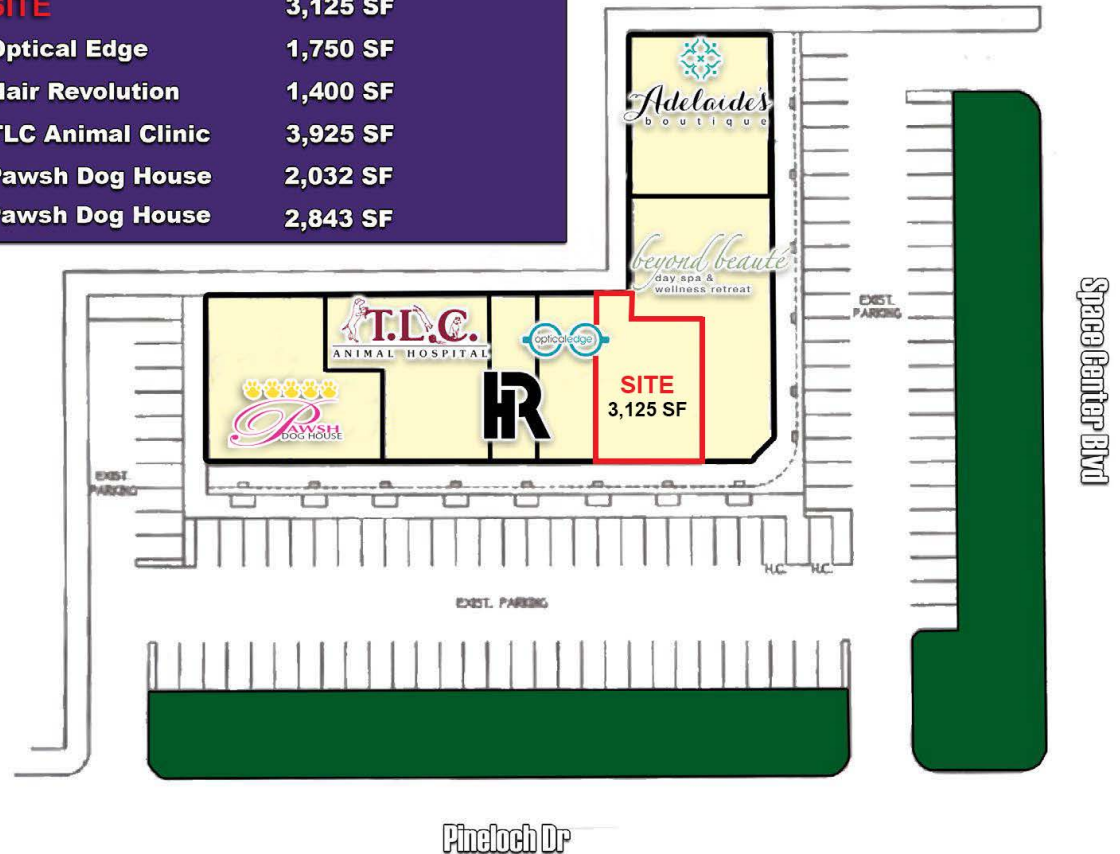 SITE 3,125 SF
Optical Edge 1,750 SF
Hair Revolution 1,400 SF
TLC Animal Clinic 3,925 SF
Pawsh Dog House 2,032 SF
Pawsh Dog House 2,843 SF
Adelaide's
boutique
beyond beauté
day spa &
wellness retreat
EXIST.
PARKING
Space Center Blvd
T.L.C.
ANIMAL HOSPITAL
opticaledge
HR
SITE
3,125 SF
PAWSH
DOG HOUSE
EXIST.
PARKING
H.C. H.C.
EXIST. PARKING
Pineloch Dr